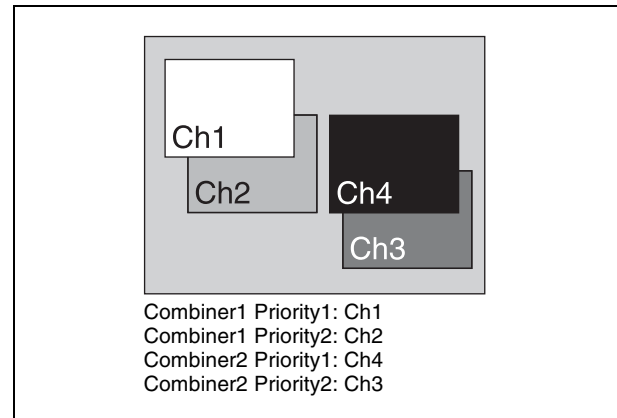 Ch1
Ch2
Ch4
Ch3
Combiner1 Priority1: Ch1
Combiner1 Priority2: Ch2
Combiner2 Priority1: Ch4
Combiner2 Priority2: Ch3